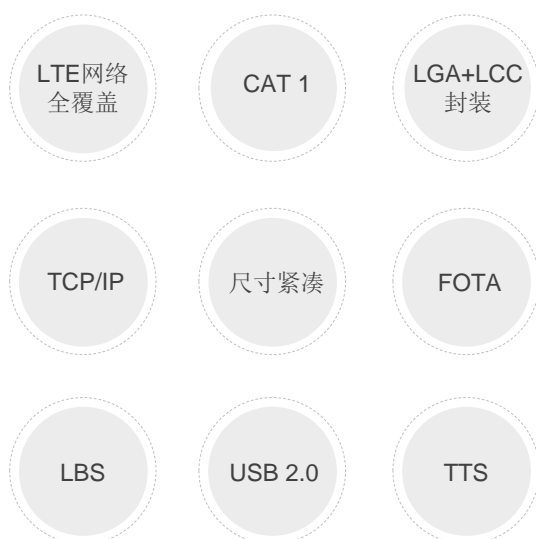 LTE网络
全覆盖
CAT 1
LGA+LCC
封装
TCP/IP
尺寸紧凑
FOTA
LBS
USB 2.0
TTS